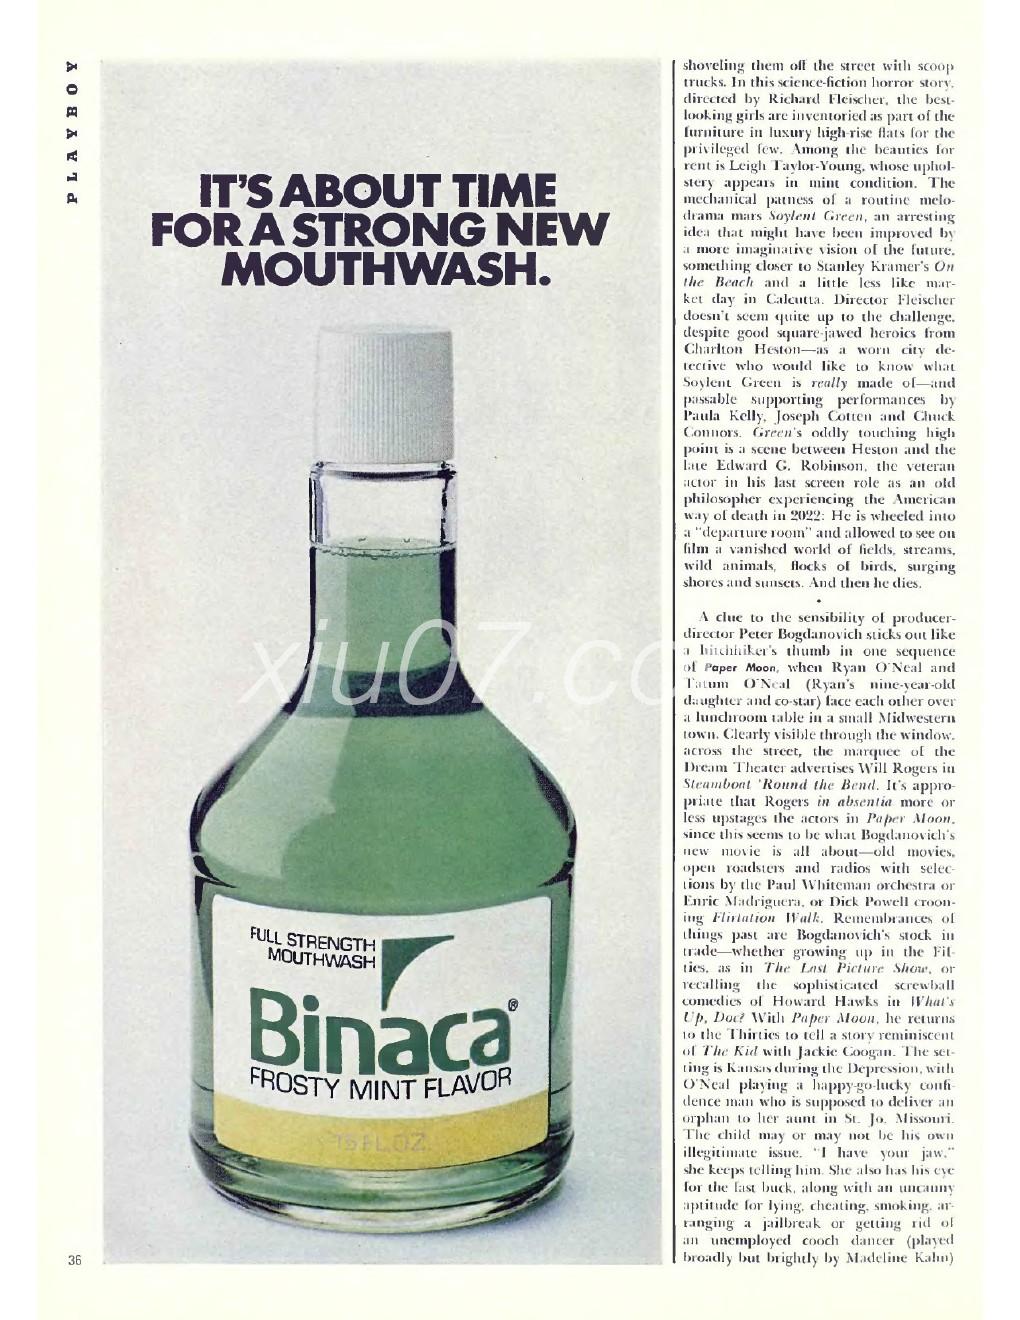 PLAYBOY
IT'S ABOUT TIME
FOR A STRONG NEW
MOUTHWASH.
FULL STRENGTH
MOUTHWASH
Binaca®
FROSTY MINT FLAVOR
15 FL.OZ.
36
xiu07.co
shoveling them off the street with scoop
trucks. In this science-fiction horror story,
directed by Richard Fleischer, the best-
looking girls are inventoried as part of the
furniture in luxury high-rise flats for the
privileged few. Among the beauties for
rent is Leigh Taylor-Young, whose uphol-
stery appears in mint condition. The
mechanical patness of a routine melo-
drama mars Soylent Green, an arresting
idea that might have been improved by
a more imaginative vision of the future,
something closer to Stanley Kramer's On
the Beach and a little less like mar-
ket day in Calcutta. Director Fleischer
doesn't seem quite up to the challenge,
despite good square-jawed heroics from
Charlton Heston—as a worn city de-
tective who would like to know what
Soylent Green is really made of—and
passable supporting performances by
Paula Kelly, Joseph Cotten and Chuck
Connors. Green's oddly touching high
point is a scene between Heston and the
late Edward G. Robinson, the veteran
actor in his last screen role as an old
philosopher experiencing the American
way of death in 2022: He is wheeled into
a "departure room" and allowed to see on
film a vanished world of fields, streams,
wild animals, flocks of birds, surging
shores and sunsets. And then he dies.
•
A clue to the sensibility of producer-
director Peter Bogdanovich sticks out like
a hitchhiker's thumb in one sequence
of Paper Moon, when Ryan O'Neal and
Tatum O'Neal (Ryan's nine-year-old
daughter and co-star) face each other over
a lunchroom table in a small Midwestern
town. Clearly visible through the window,
across the street, the marquee of the
Dream Theater advertises Will Rogers in
Steamboat 'Round the Bend. It's appro-
priate that Rogers in absentia more or
less upstages the actors in Paper Moon,
since this seems to be what Bogdanovich's
new movie is all about—old movies,
open roadsters and radios with selec-
tions by the Paul Whiteman orchestra or
Enric Madriguera, or Dick Powell croon-
ing Flirtation Walk. Remembrances of
things past are Bogdanovich's stock in
trade—whether growing up in the Fif-
ties, as in The Last Picture Show, or
recalling the sophisticated screwball
comedies of Howard Hawks in What's
Up, Doc? With Paper Moon, he returns
to the Thirties to tell a story reminiscent
of The Kid with Jackie Coogan. The set-
ting is Kansas during the Depression, with
O'Neal playing a happy-go-lucky confi-
dence man who is supposed to deliver an
orphan to her aunt in St. Jo, Missouri.
The child may or may not be his own
illegitimate issue. "I have your jaw,"
she keeps telling him. She also has his eye
for the fast buck, along with an uncanny
aptitude for lying, cheating, smoking, ar-
ranging a jailbreak or getting rid of
an unemployed cooch dancer (played
broadly but brightly by Madeline Kahn)